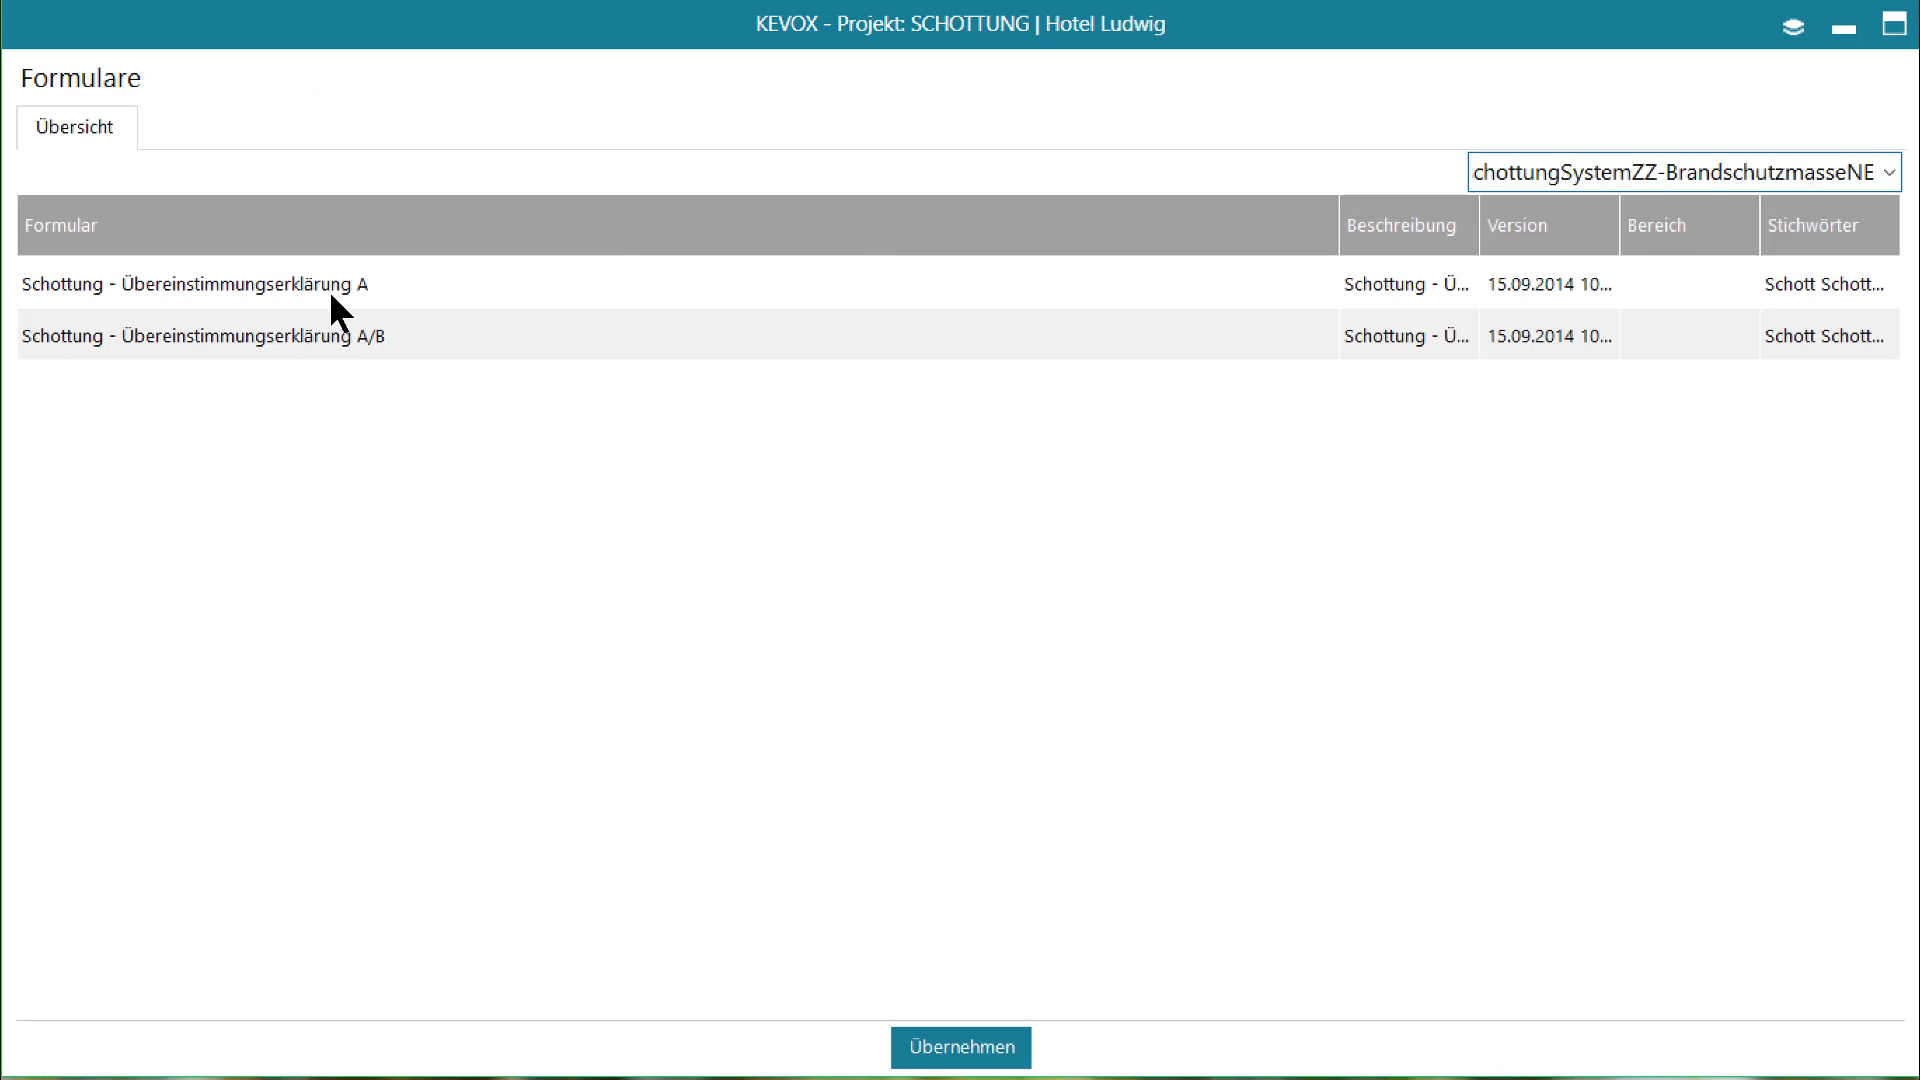 KEVOX - Projekt: SCHOTTUNG | Hotel Ludwig
Formulare
Übersicht
chottungSystemZZ-BrandschutzmasseNE
Formular Beschreibung Version Bereich Stichwörter
Schottung - Übereinstimmungserklärung A Schottung - Ü... 15.09.2014 10... Schott Schott...
Schottung - Übereinstimmungserklärung A/B Schottung - Ü... 15.09.2014 10... Schott Schott...
Übernehmen